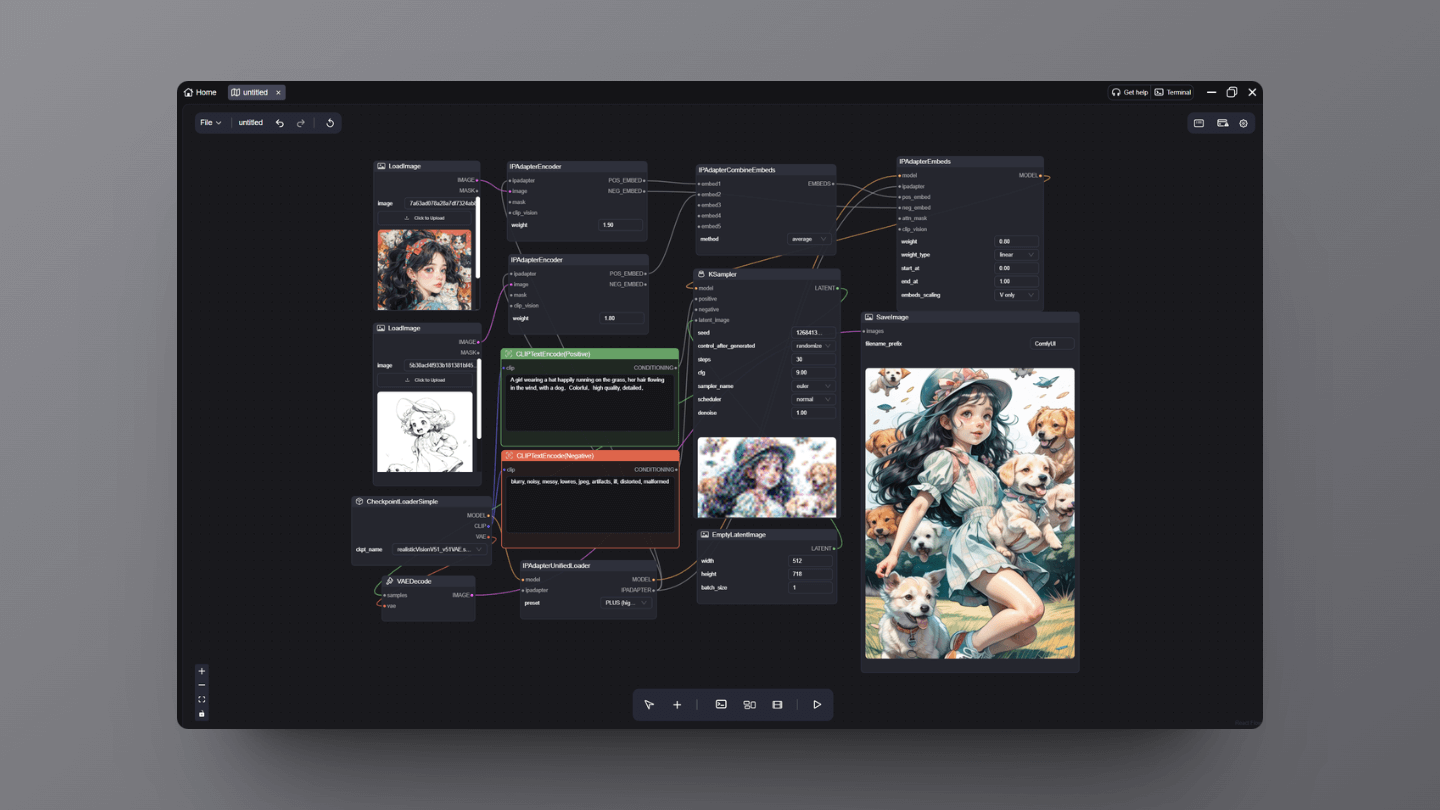 Home
untitled
Get help
Terminal
File
untitled
LoadImage
IMAGE
MASK
image
Click to Upload
LoadImage
IMAGE
MASK
image
Click to Upload
CheckpointLoaderSimple
MODEL
CLIP
VAE
ckpt_name
realisticVisionV51_v51VAE.s...
VAEDecode
samples IMAGE
vae
IPAdapterEncoder
ipadapter POS_EMBED
image NEG_EMBED
mask
clip_vision
weight 1.50
IPAdapterEncoder
ipadapter POS_EMBED
image NEG_EMBED
mask
clip_vision
weight 1.00
CLIPTextEncode(Positive)
clip CONDITIONING
A girl wearing a hat happily running on the grass, her hair flowing
in the wind, with a dog. Colorful, high quality, detailed.
CLIPTextEncode(Negative)
clip CONDITIONING
blurry, noisy, messy, lowres, jpeg, artifacts, ill, distorted, malformed
IPAdapterUnifiedLoader
model MODEL
ipadapter IPADAPTER
preset PLUS (hig...
IPAdapterCombineEmbeds
embed1 EMBEDS
embed2
embed3
embed4
embed5
method average
KSampler
model LATENT
positive
negative
latent_image
seed 1268413...
control_after_generated randomize
steps 30
cfg 9.00
sampler_name euler
scheduler normal
denoise 1.00
EmptyLatentImage
LATENT
width 512
height 718
batch_size 1
IPAdapterEmbeds
model MODEL
ipadapter
pos_embed
neg_embed
attn_mask
clip_vision
weight 0.80
weight_type linear
start_at 0.00
end_at 1.00
embeds_scaling V only
SaveImage
images
filename_prefix ComfyUI